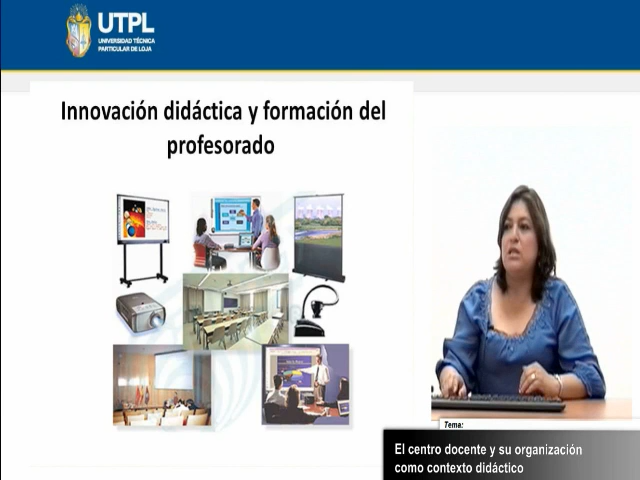 UTPL
UNIVERSIDAD TÉCNICA
PARTICULAR DE LOJA
Innovación didáctica y formación del
profesorado
Tema:
El centro docente y su organización
como contexto didáctico